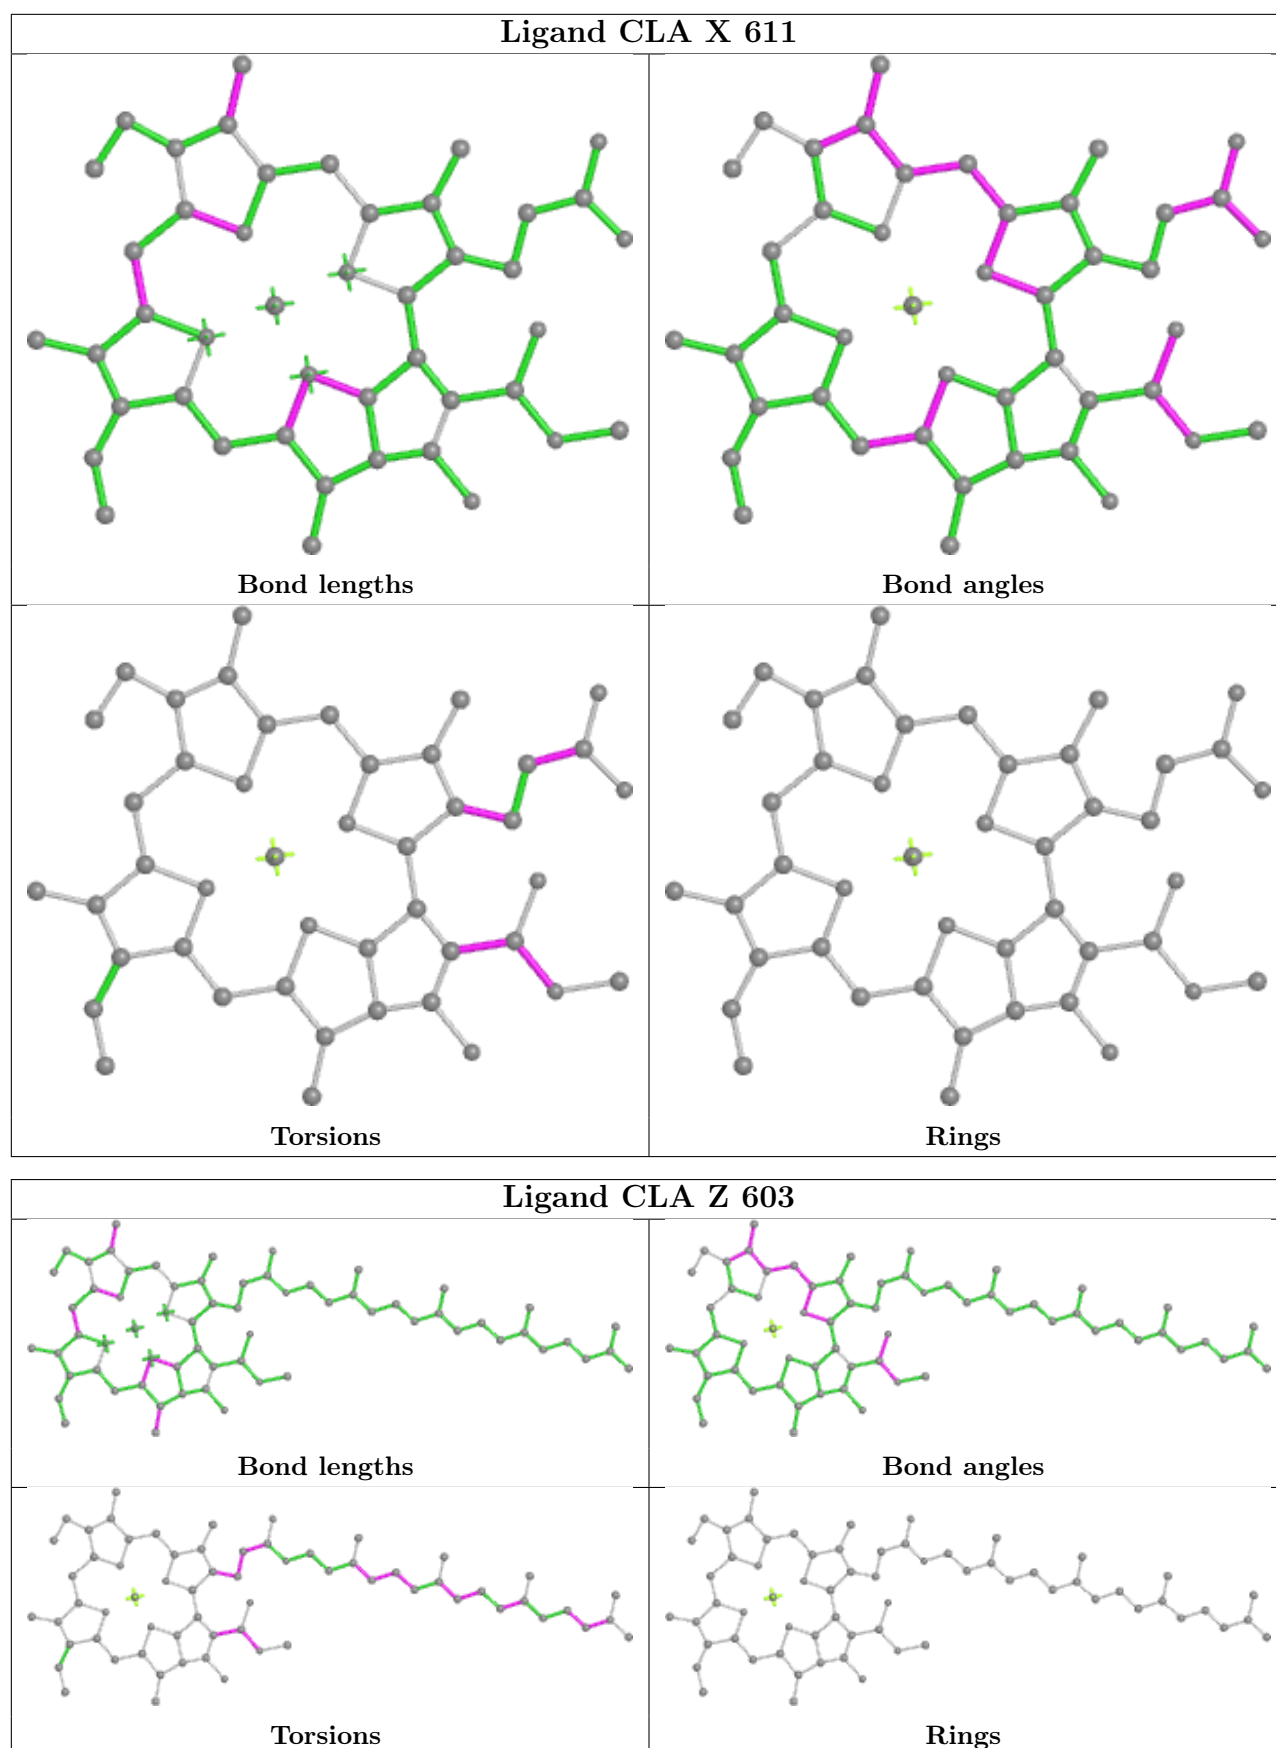 Ligand CLA X 611
Bond lengths
Bond angles
Torsions
Rings
Ligand CLA Z 603
Bond lengths
Bond angles
Torsions
Rings